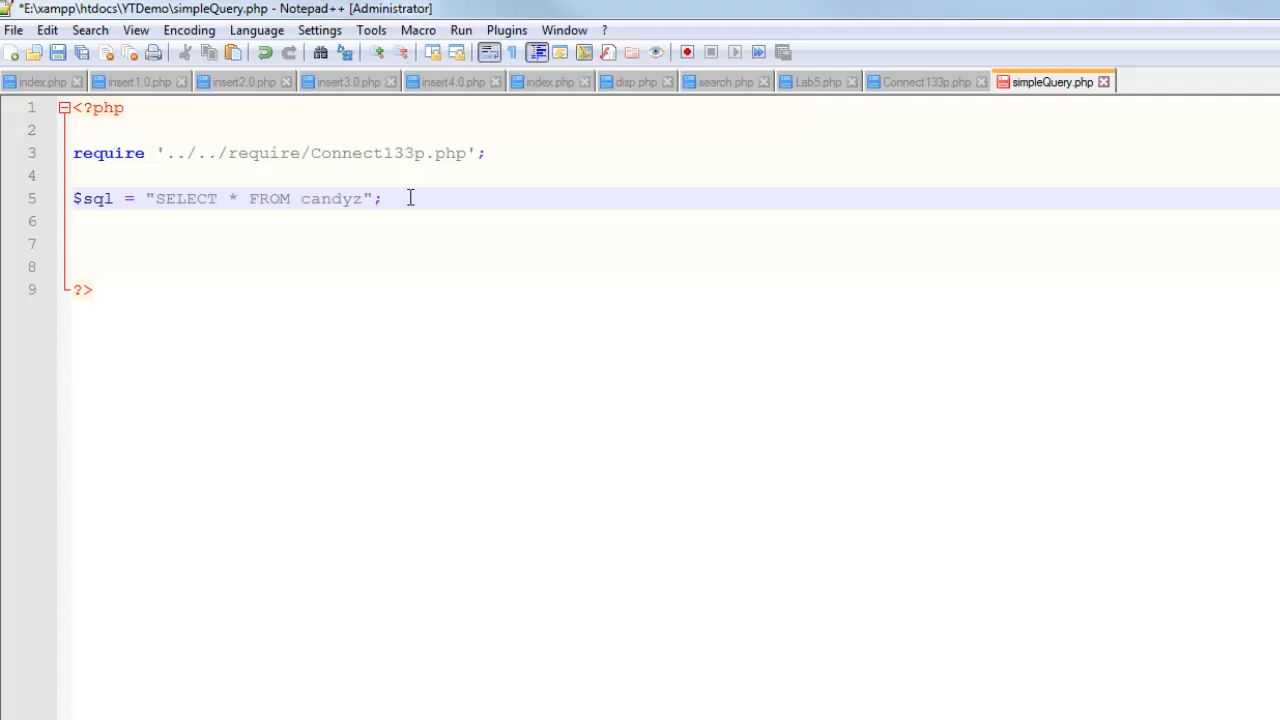 *E:\xampp\htdocs\YTDemo\simpleQuery.php - Notepad++ [Administrator]
File Edit Search View Encoding Language Settings Tools Macro Run Plugins Window ?
index.php insert1.0.php insert2.0.php insert3.0.php insert4.0.php index.php disp.php search.php Lab5.php Connect133p.php simpleQuery.php
1 <?php
2
3 require '../../require/Connect133p.php';
4
5 $sql = "SELECT * FROM candyz";
6
7
8
9 ?>